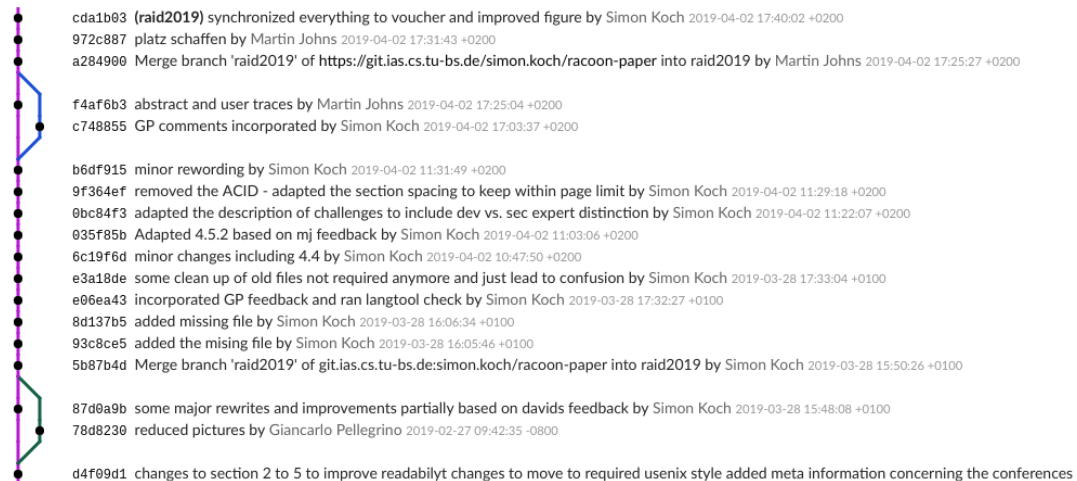 cda1b03 (raid2019) synchronized everything to voucher and improved figure by Simon Koch 2019-04-02 17:40:02 +0200
972c887 platz schaffen by Martin Johns 2019-04-02 17:31:43 +0200
a284900 Merge branch 'raid2019' of https://git.ias.cs.tu-bs.de/simon.koch/racoon-paper into raid2019 by Martin Johns 2019-04-02 17:25:27 +0200
f4af6b3 abstract and user traces by Martin Johns 2019-04-02 17:25:04 +0200
c748855 GP comments incorporated by Simon Koch 2019-04-02 17:03:37 +0200
b6df915 minor rewording by Simon Koch 2019-04-02 11:31:49 +0200
9f364ef removed the ACID - adapted the section spacing to keep within page limit by Simon Koch 2019-04-02 11:29:18 +0200
0bc84f3 adapted the description of challenges to include dev vs. sec expert distinction by Simon Koch 2019-04-02 11:22:07 +0200
035f85b Adapted 4.5.2 based on mj feedback by Simon Koch 2019-04-02 11:03:06 +0200
6c19f6d minor changes including 4.4 by Simon Koch 2019-04-02 10:47:50 +0200
e3a18de some clean up of old files not required anymore and just lead to confusion by Simon Koch 2019-03-28 17:33:04 +0100
e06ea43 incorporated GP feedback and ran langtool check by Simon Koch 2019-03-28 17:32:27 +0100
8d137b5 added missing file by Simon Koch 2019-03-28 16:06:34 +0100
93c8ce5 added the mising file by Simon Koch 2019-03-28 16:05:46 +0100
5b87b4d Merge branch 'raid2019' of git.ias.cs.tu-bs.de:simon.koch/racoon-paper into raid2019 by Simon Koch 2019-03-28 15:50:26 +0100
87d0a9b some major rewrites and improvements partially based on davids feedback by Simon Koch 2019-03-28 15:48:08 +0100
78d8230 reduced pictures by Giancarlo Pellegrino 2019-02-27 09:42:35 -0800
d4f09d1 changes to section 2 to 5 to improve readabilyt changes to move to required usenix style added meta information concerning the conferences